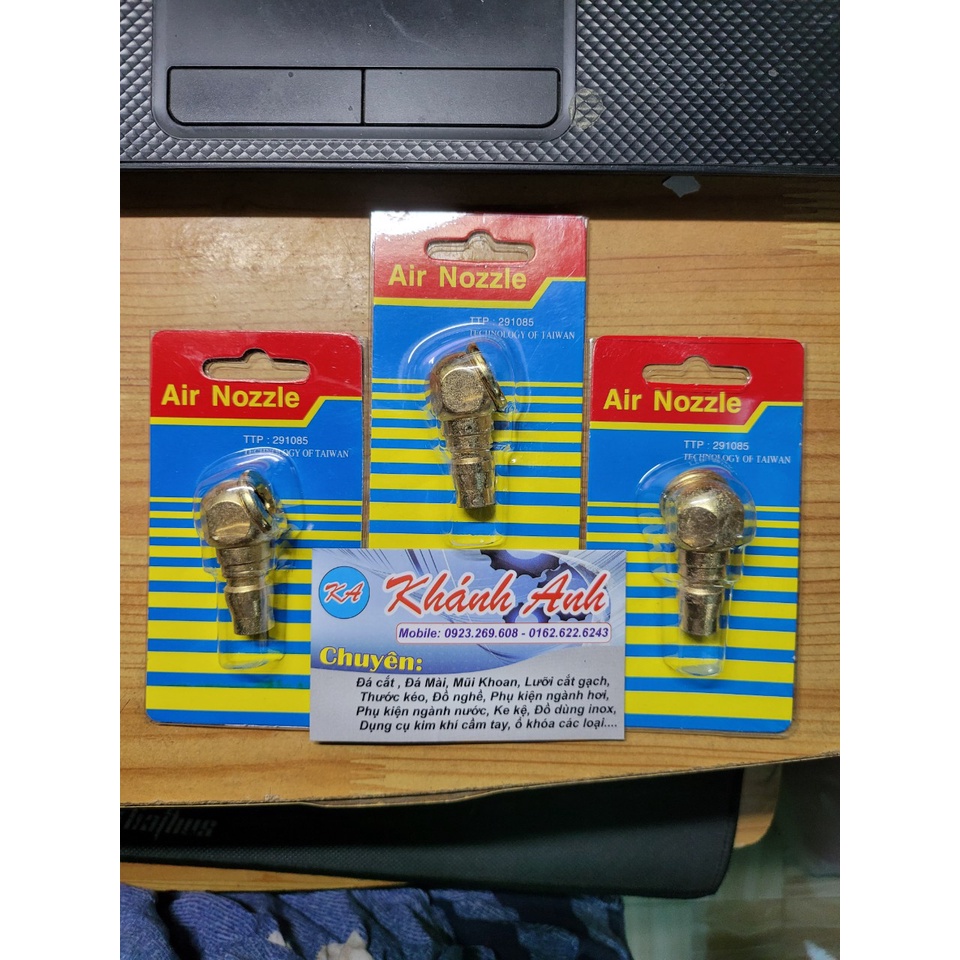 Air Nozzle
TTP : 291085
TECHNOLOGY OF TAIWAN
Air Nozzle
TTP : 291085
TECHNOLOGY OF TAIWAN
Air Nozzle
TTP : 291085
TECHNOLOGY OF TAIWAN
KA
Khánh Anh
Mobile: 0923.269.608 - 0162.622.6243
Chuyên:
Đá cắt , Đá Mài, Mũi Khoan, Lưỡi cắt gạch,
Thước kéo, Đồ nghề, Phụ kiện ngành hơi,
Phụ kiện ngành nước, Ke kệ, Đồ dùng inox,
Dụng cụ kim khí cầm tay, ổ khóa các loại....